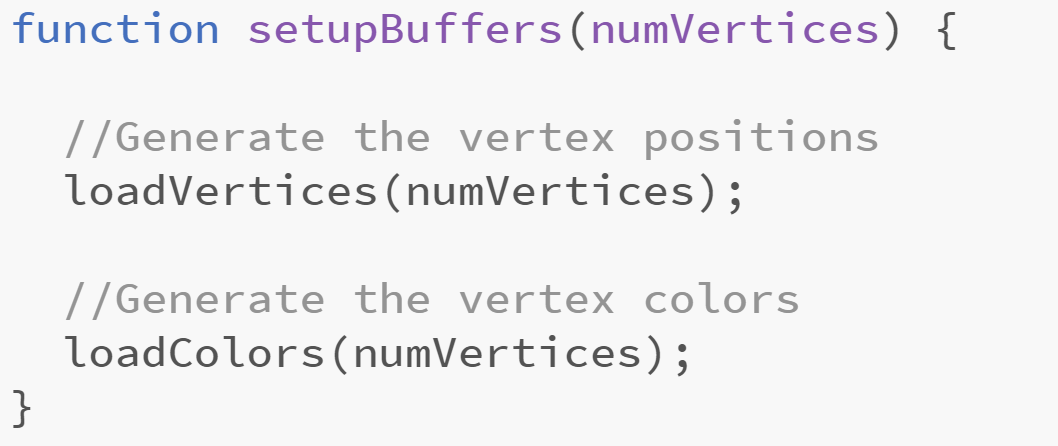 function setupBuffers(numVertices) {
//Generate the vertex positions
loadVertices(numVertices);
//Generate the vertex colors
loadColors(numVertices);
}